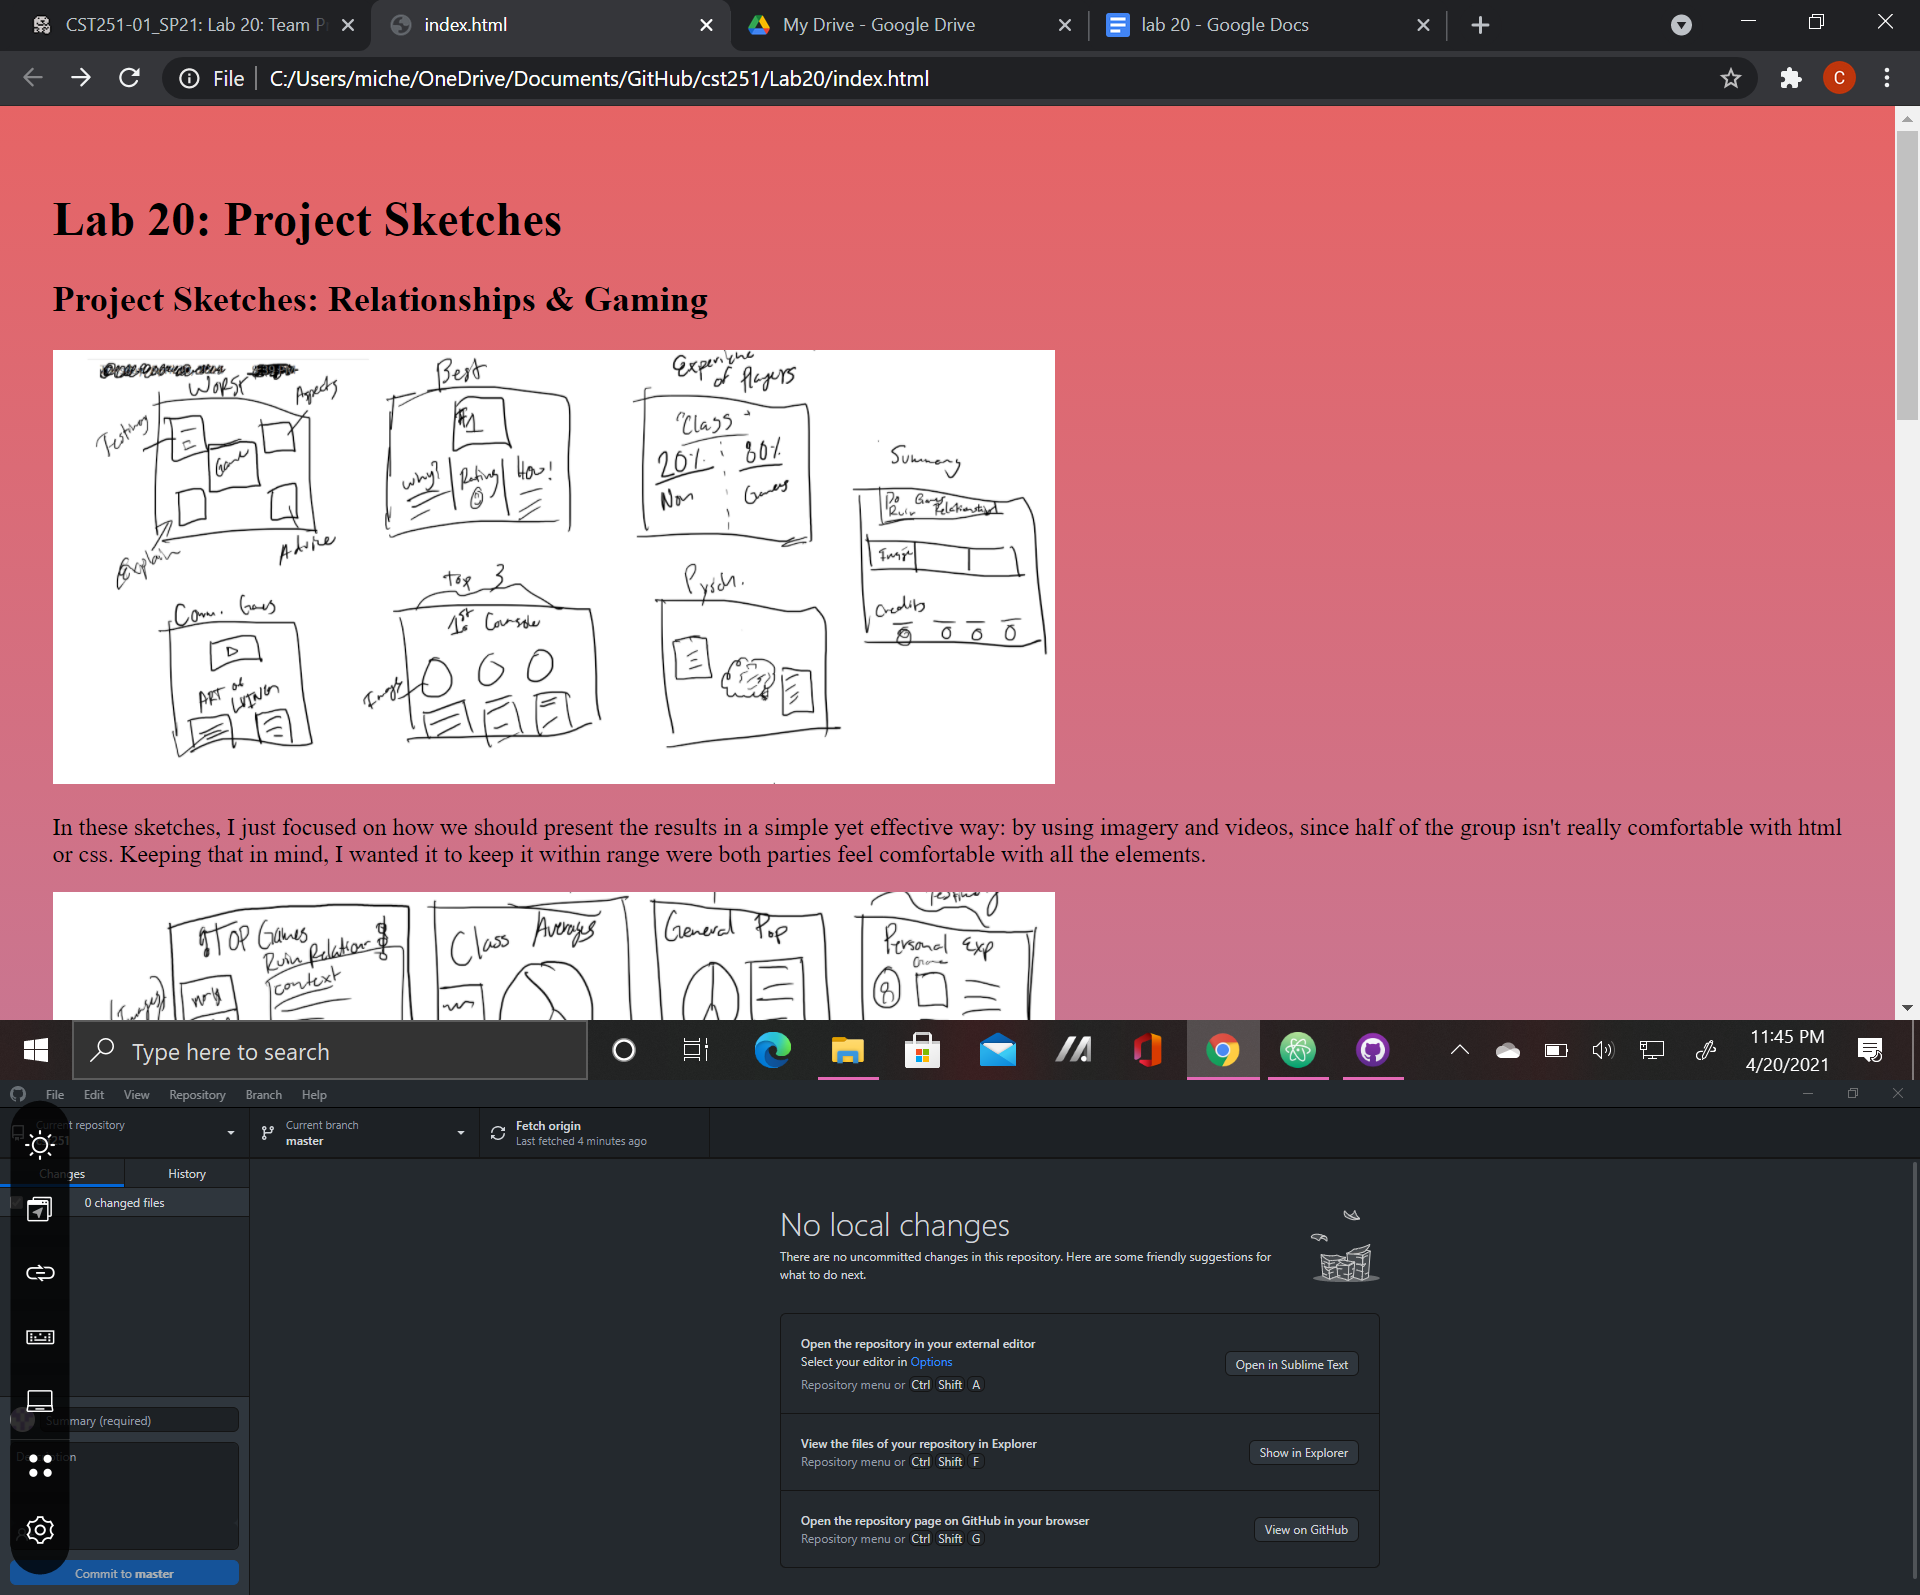 CST251-01_SP21: Lab 20: Team P
index.html
My Drive - Google Drive
lab 20 - Google Docs
File
C:/Users/miche/OneDrive/Documents/GitHub/cst251/Lab20/index.html
C
Lab 20: Project Sketches
Project Sketches: Relationships & Gaming
Worst
Aspects
Testimony
Game
Explain
Advice
Best
#1
Why?
Rating
How!
Experience
of Players
"Class"
20%
80%
Non
Gamers
Summary
Do Games
Ruin Relationships
Image
Credits
Comm. Games
ART OF
LIVING
Top 3
1st Console
Images
Pysch.
In these sketches, I just focused on how we should present the results in a simple yet effective way: by using imagery and videos, since half of the group isn't really comfortable with html
or css. Keeping that in mind, I wanted it to keep it within range were both parties feel comfortable with all the elements.
TOP Games
Ruin Relation
context
(Images)
Class Averages
General Pop
Testimony
Personal Exp
Game
Type here to search
11:45 PM
4/20/2021
File
Edit
View
Repository
Branch
Help
t repository
251
Current branch
master
Fetch origin
Last fetched 4 minutes ago
Changes
History
0 changed files
No local changes
There are no uncommitted changes in this repository. Here are some friendly suggestions for
what to do next.
Open the repository in your external editor
Select your editor in Options
Repository menu or Ctrl Shift A
Open in Sublime Text
View the files of your repository in Explorer
Repository menu or Ctrl Shift F
Show in Explorer
Open the repository page on GitHub in your browser
Repository menu or Ctrl Shift G
View on GitHub
Summary (required)
Description
Commit to master